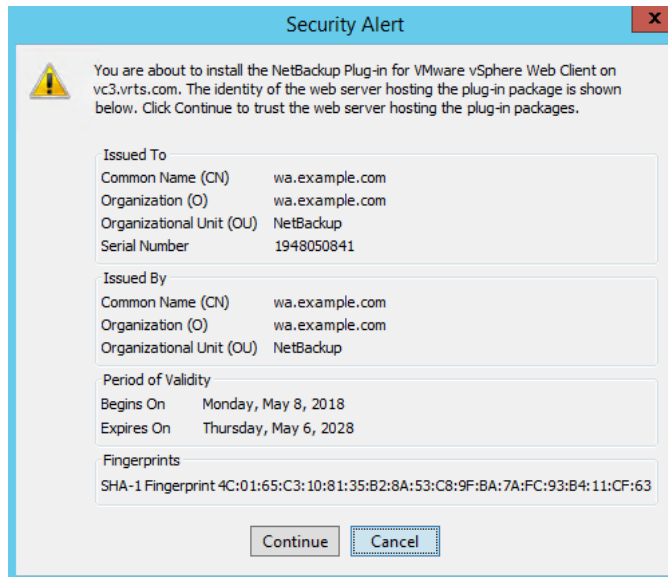 Security Alert
x
You are about to install the NetBackup Plug-in for VMware vSphere Web Client on
vc3.vrts.com. The identity of the web server hosting the plug-in package is shown
below. Click Continue to trust the web server hosting the plug-in packages.
Issued To
Common Name (CN) wa.example.com
Organization (O) wa.example.com
Organizational Unit (OU) NetBackup
Serial Number 1948050841
Issued By
Common Name (CN) wa.example.com
Organization (O) wa.example.com
Organizational Unit (OU) NetBackup
Period of Validity
Begins On Monday, May 8, 2018
Expires On Thursday, May 6, 2028
Fingerprints
SHA-1 Fingerprint 4C:01:65:C3:10:81:35:B2:8A:53:C8:9F:BA:7A:FC:93:B4:11:CF:63
Continue Cancel